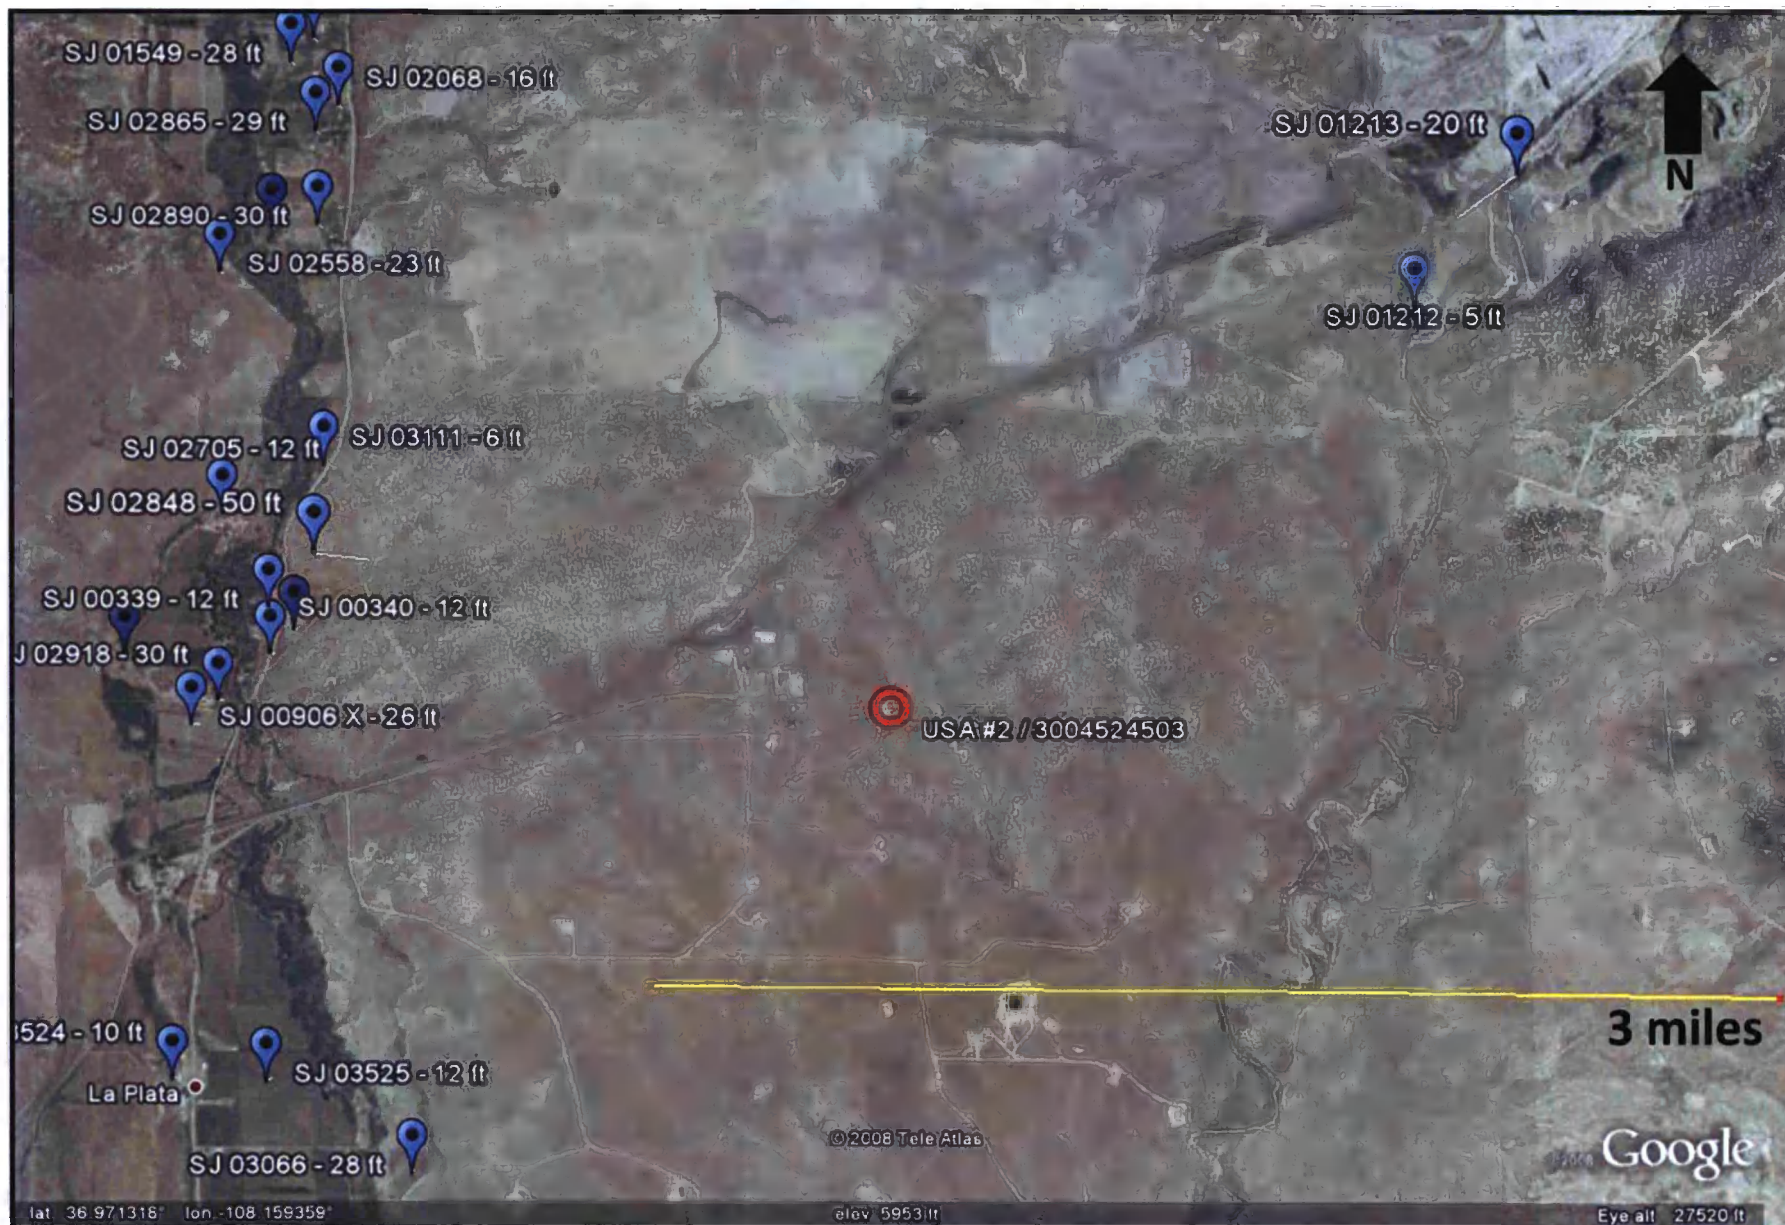 SJ 01549 - 28 ft
SJ 02068 - 16 ft
SJ 02865 - 29 ft
SJ 01213 - 20 ft
N
SJ 02890 - 30 ft
SJ 02558 - 23 ft
SJ 01212 - 5 ft
SJ 03111 - 6 ft
SJ 02705 - 12 ft
SJ 02848 - 50 ft
SJ 00339 - 12 ft
SJ 00340 - 12 ft
J 02918 - 30 ft
SJ 00906 X - 26 ft
USA #2 / 3004524503
3 miles
3524 - 10 ft
SJ 03525 - 12 ft
La Plata
© 2008 Tele Atlas
SJ 03066 - 28 ft
Google
lat 36.971318° lon -108.159359°
elev 5953 ft
Eye alt 27520 ft